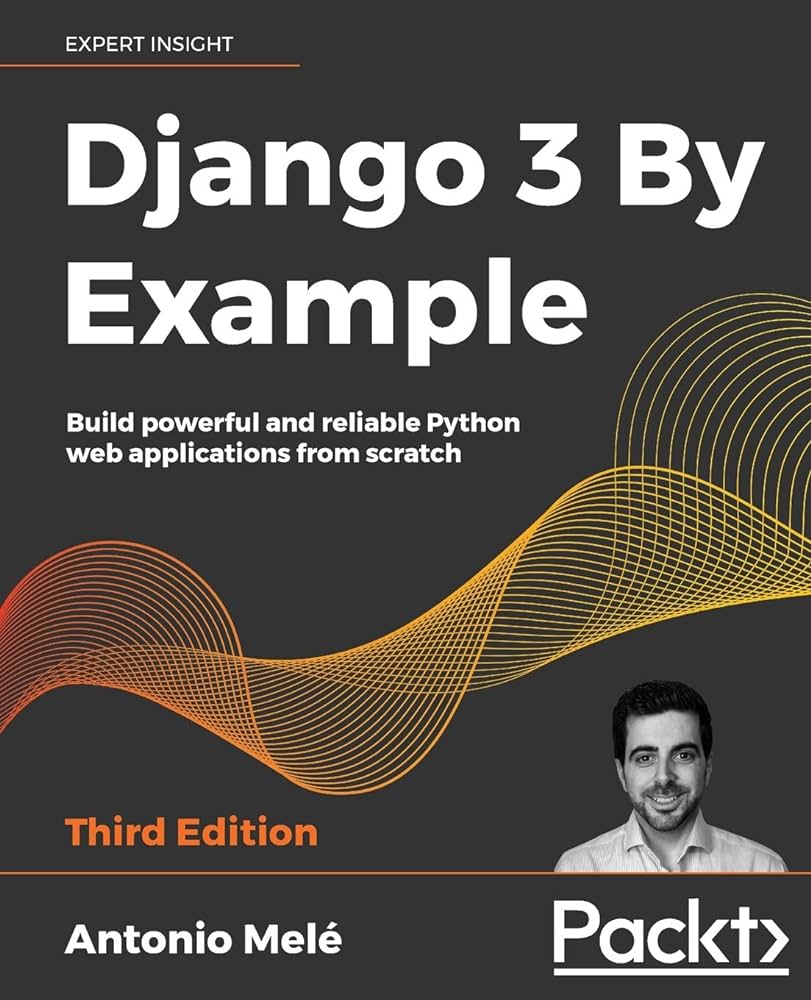 EXPERT INSIGHT
Django 3 By
Example
Build powerful and reliable Python
web applications from scratch
Third Edition
Antonio Melé
Packt>